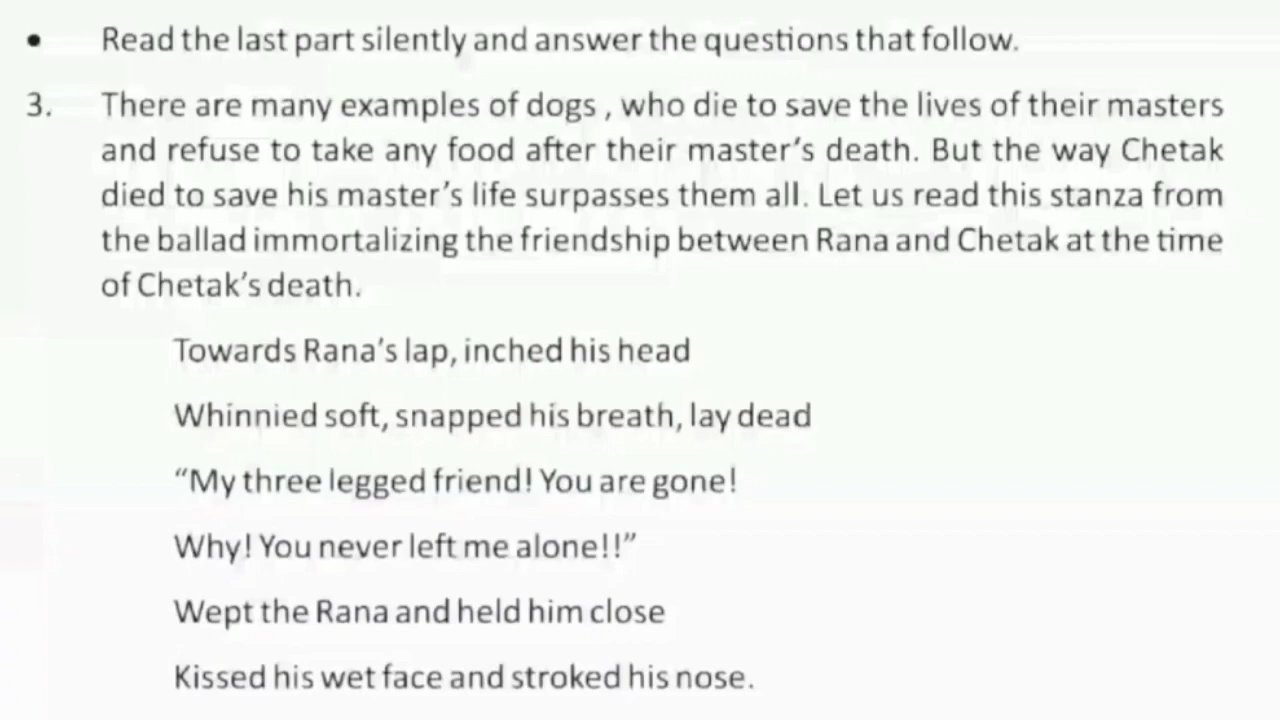 • Read the last part silently and answer the questions that follow.
3. There are many examples of dogs , who die to save the lives of their masters
and refuse to take any food after their master’s death. But the way Chetak
died to save his master’s life surpasses them all. Let us read this stanza from
the ballad immortalizing the friendship between Rana and Chetak at the time
of Chetak’s death.
Towards Rana’s lap, inched his head
Whinnied soft, snapped his breath, lay dead
“My three legged friend! You are gone!
Why! You never left me alone!!”
Wept the Rana and held him close
Kissed his wet face and stroked his nose.